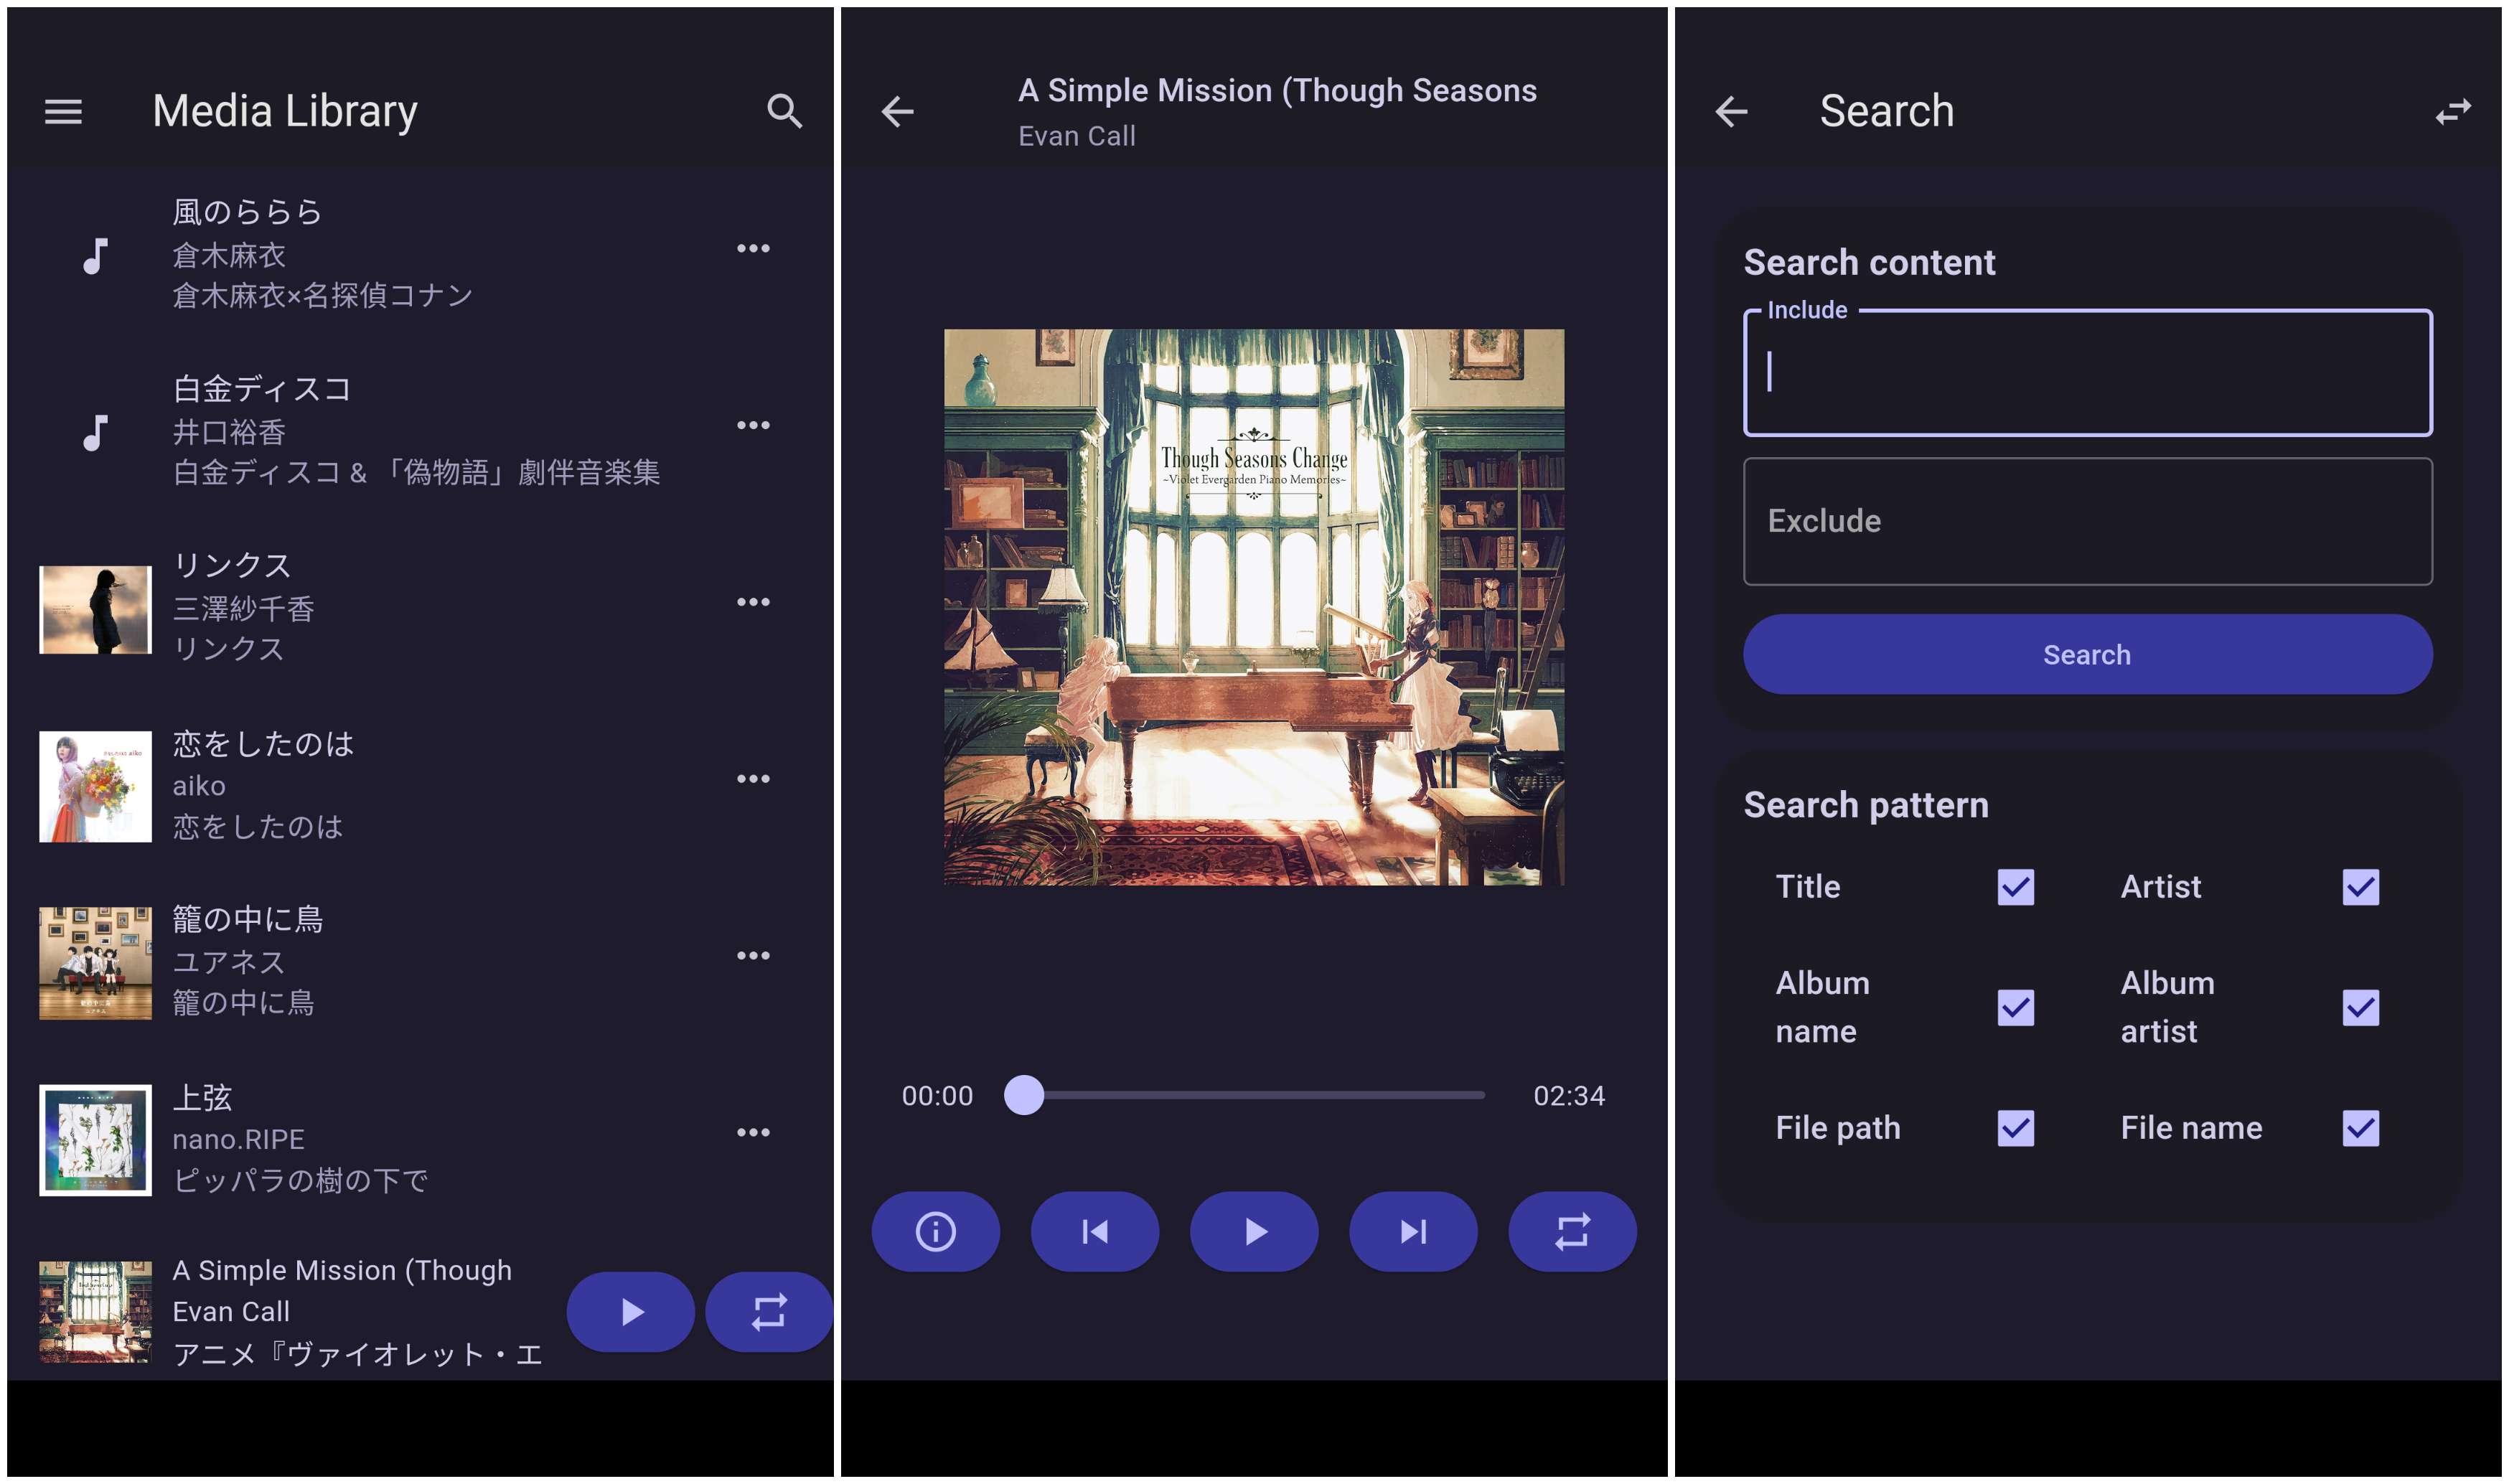 Media Library
風のららら
倉木麻衣
倉木麻衣×名探偵コナン
白金ディスコ
井口裕香
白金ディスコ & 「偽物語」劇伴音楽集
リンクス
三澤紗千香
リンクス
恋をしたのは
aiko
恋をしたのは
籠の中に鳥
ユアネス
籠の中に鳥
上弦
nano.RIPE
ピッパラの樹の下で
A Simple Mission (Though
Evan Call
アニメ『ヴァイオレット・エ
A Simple Mission (Though Seasons
Evan Call
Though Seasons Change
~Violet Evergarden Piano Memories~
00:00
02:34
Search
Search content
Include
Exclude
Search
Search pattern
Title
Artist
Album
name
Album
artist
File path
File name